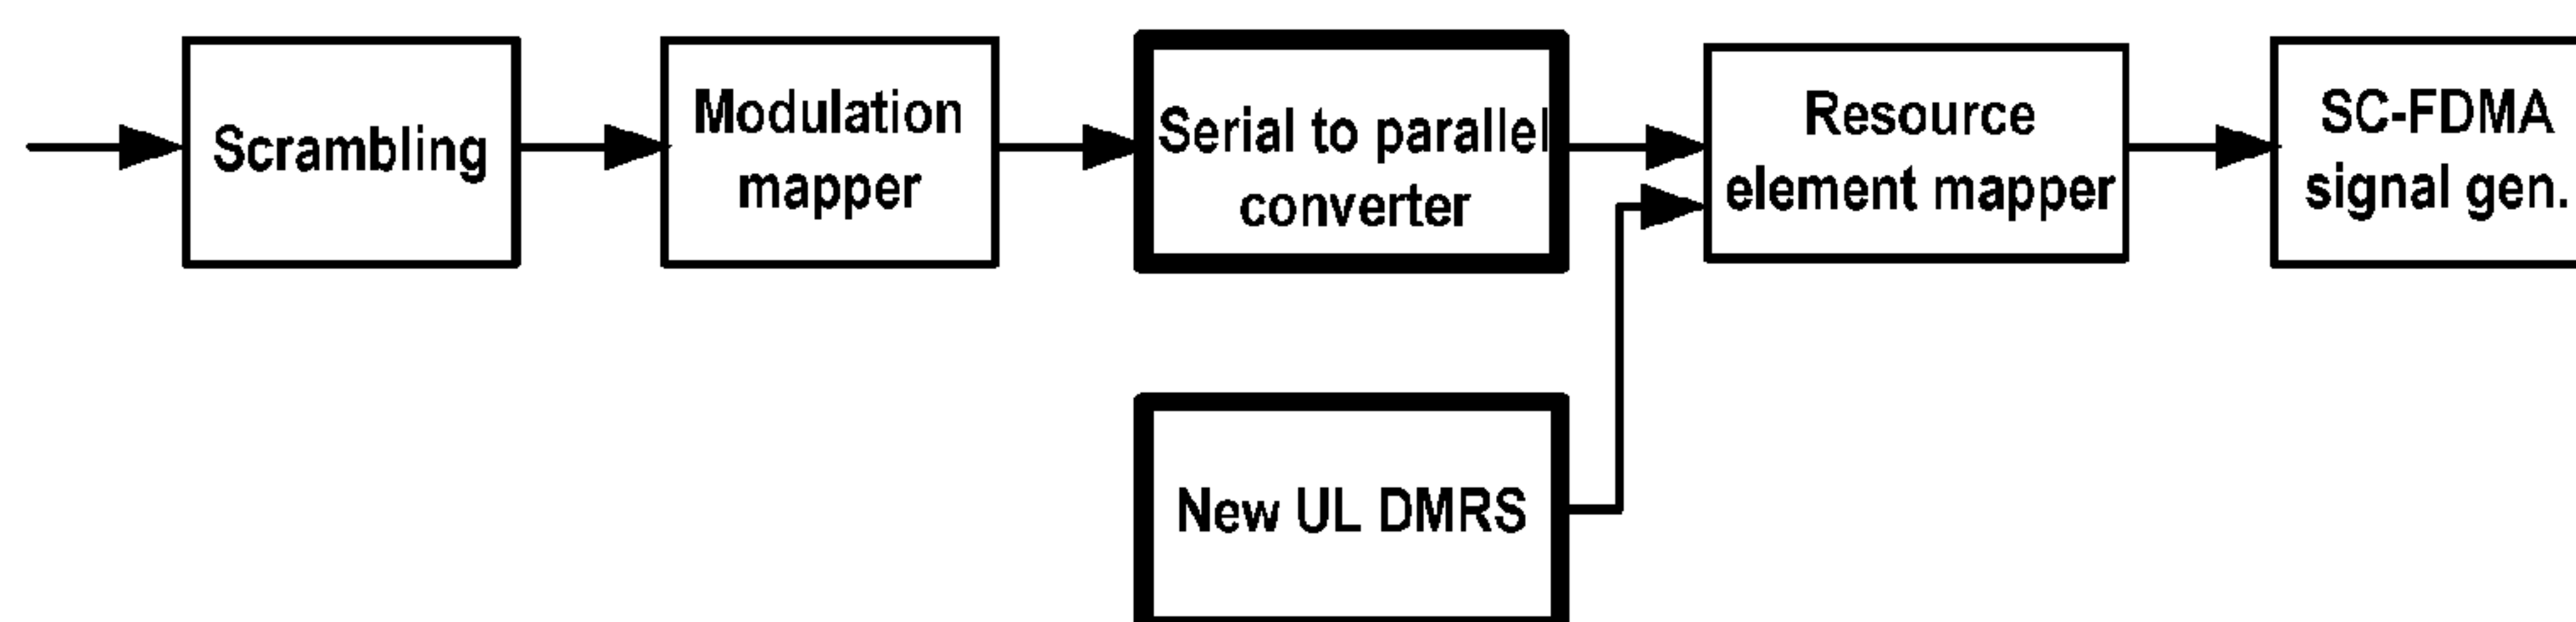 Scrambling
Modulation
mapper
Serial to parallel
converter
Resource
element mapper
SC-FDMA
signal gen.
New UL DMRS